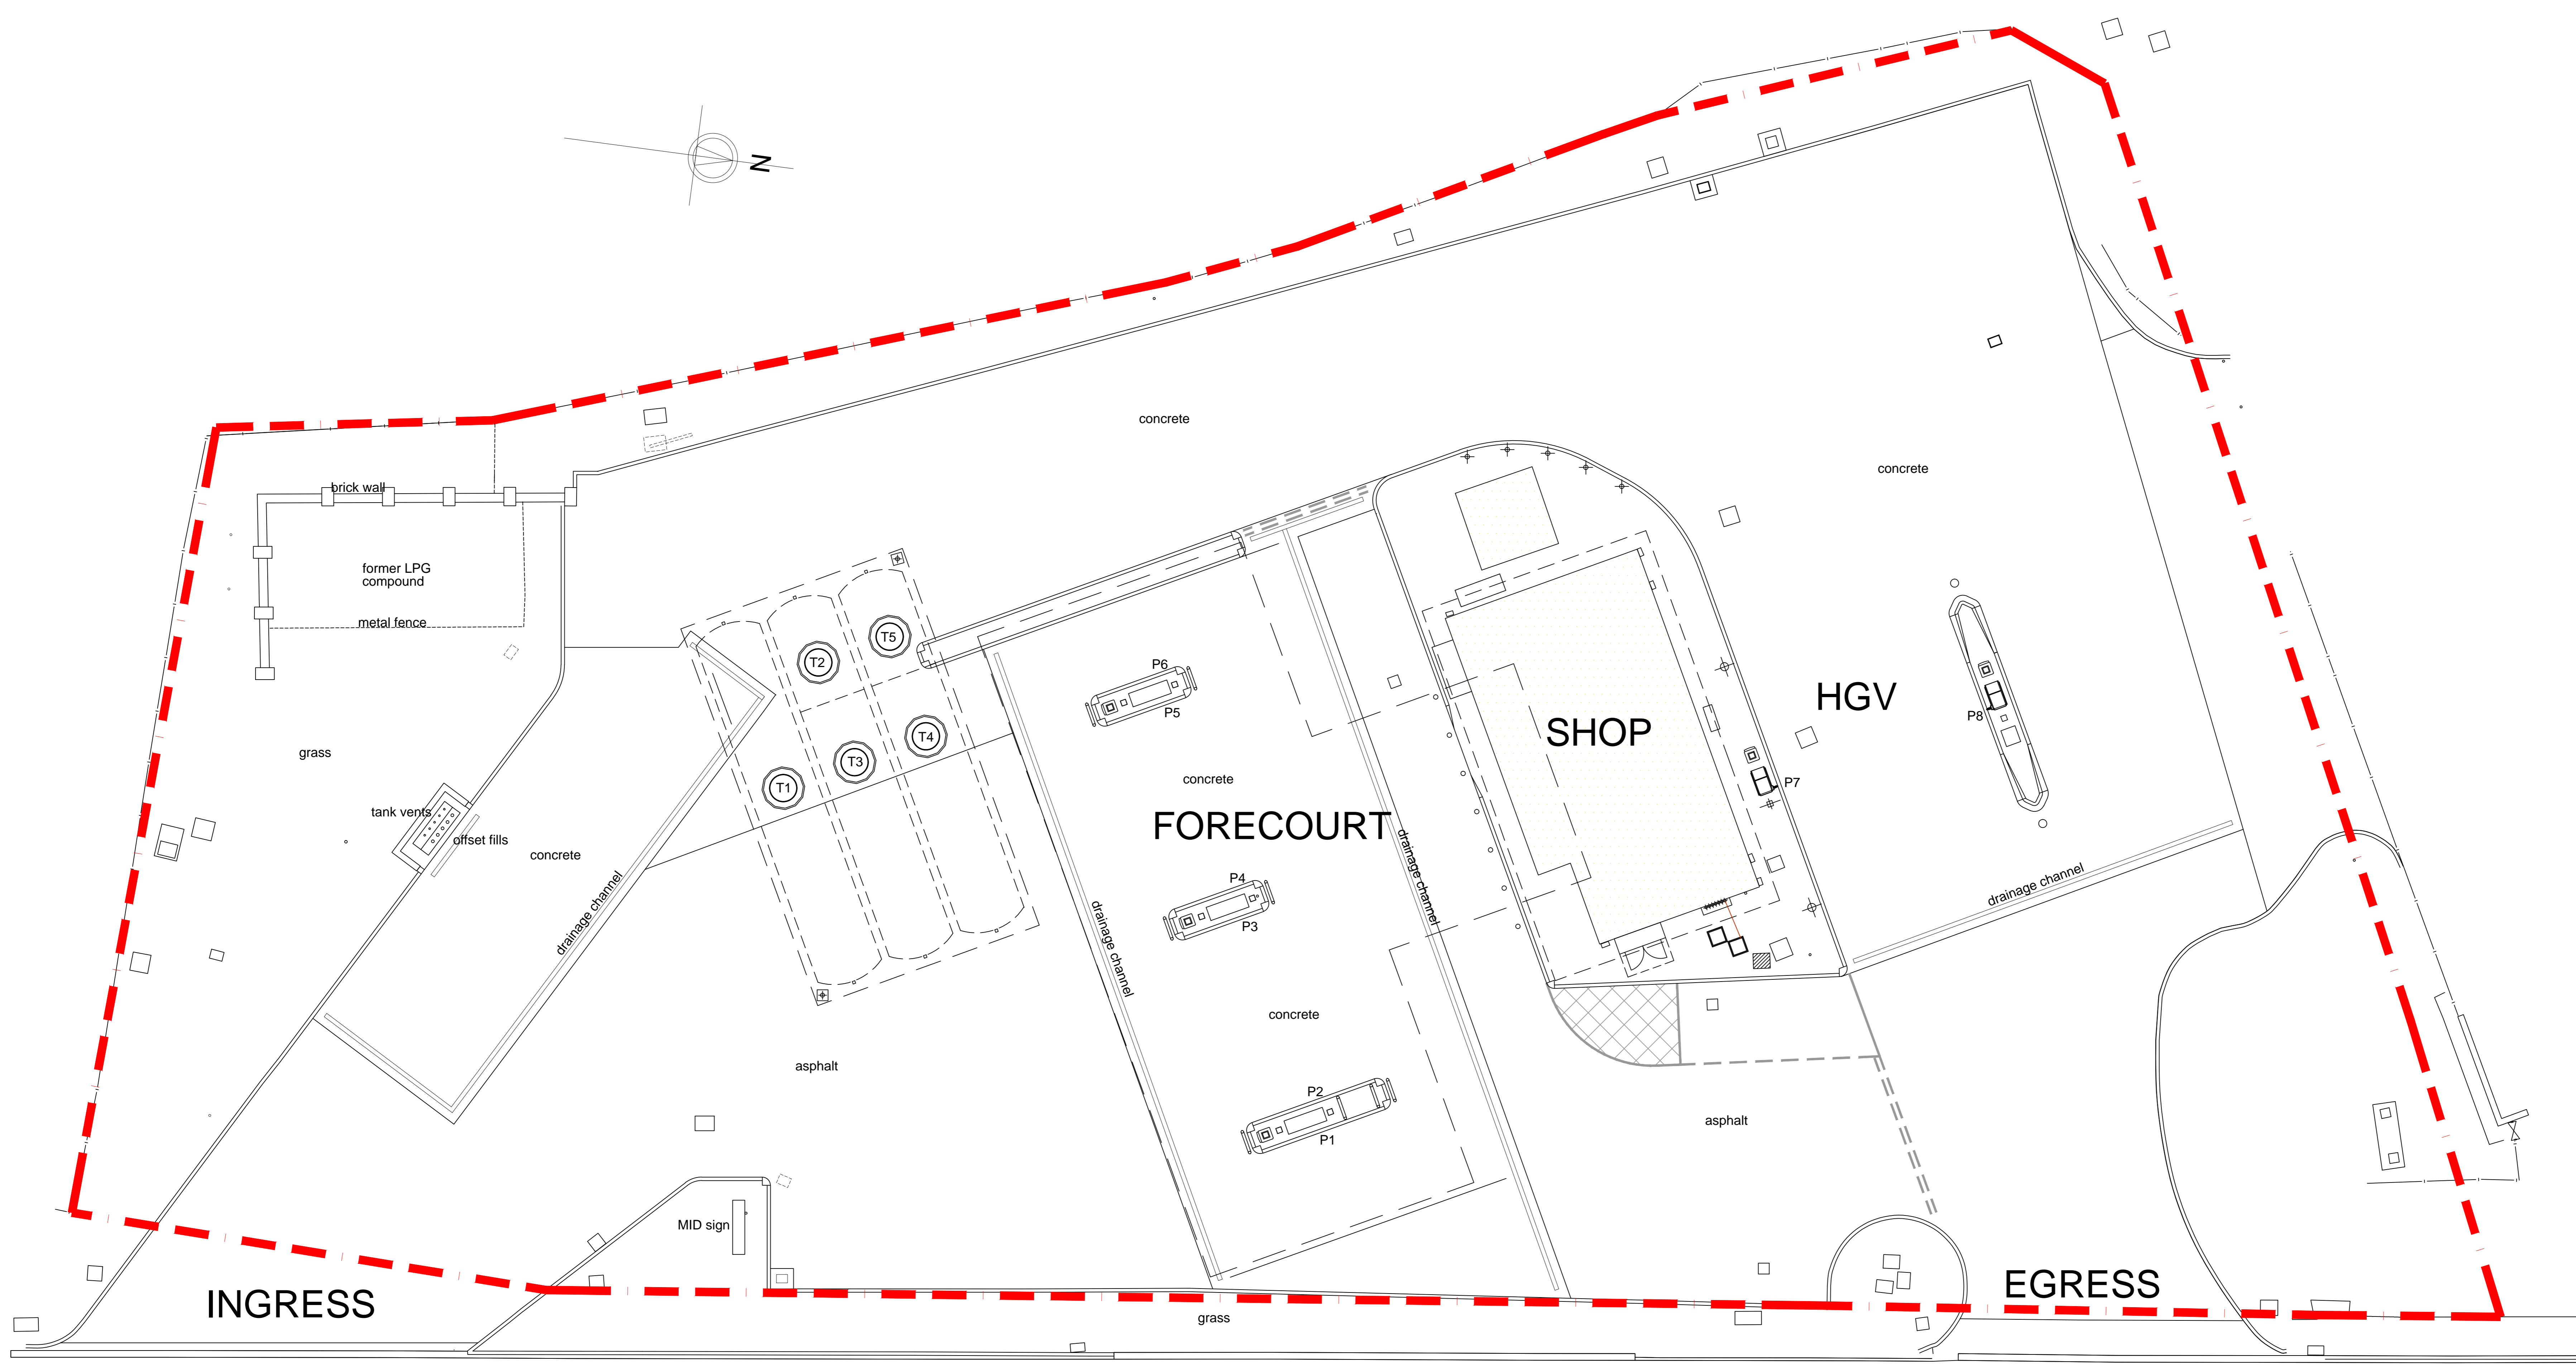 N
concrete
concrete
brick wall
former LPG
compound
metal fence
T5
T2
P6
P5
HGV
P8
SHOP
T4
T3
T1
grass
concrete
P7
FORECOURT
tank vents
offset fills
concrete
drainage channel
drainage channel
drainage channel
drainage channel
P4
P3
concrete
asphalt
P2
P1
asphalt
MID sign
INGRESS
EGRESS
grass